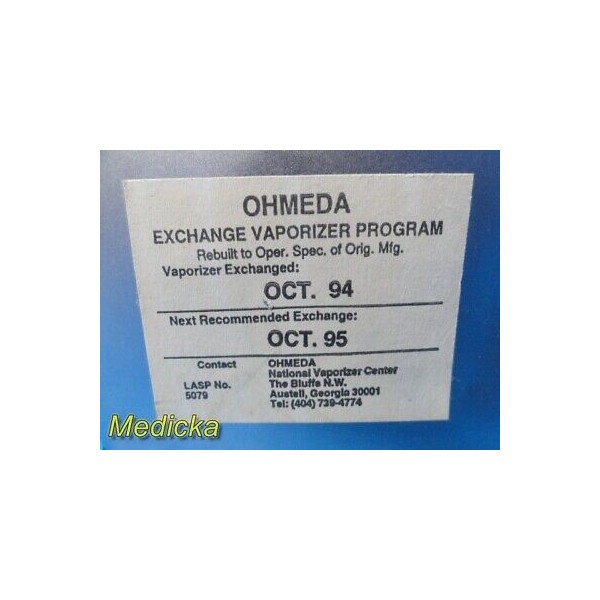 OHMEDA
EXCHANGE VAPORIZER PROGRAM
Rebuilt to Oper. Spec. of Orig. Mfg.
Vaporizer Exchanged:
OCT. 94
Next Recommended Exchange:
OCT. 95
Contact OHMEDA
National Vaporizer Center
LASP No. The Bluffs N.W.
5079 Austell, Georgia 30001
Tel: (404) 739-4774
Medicka